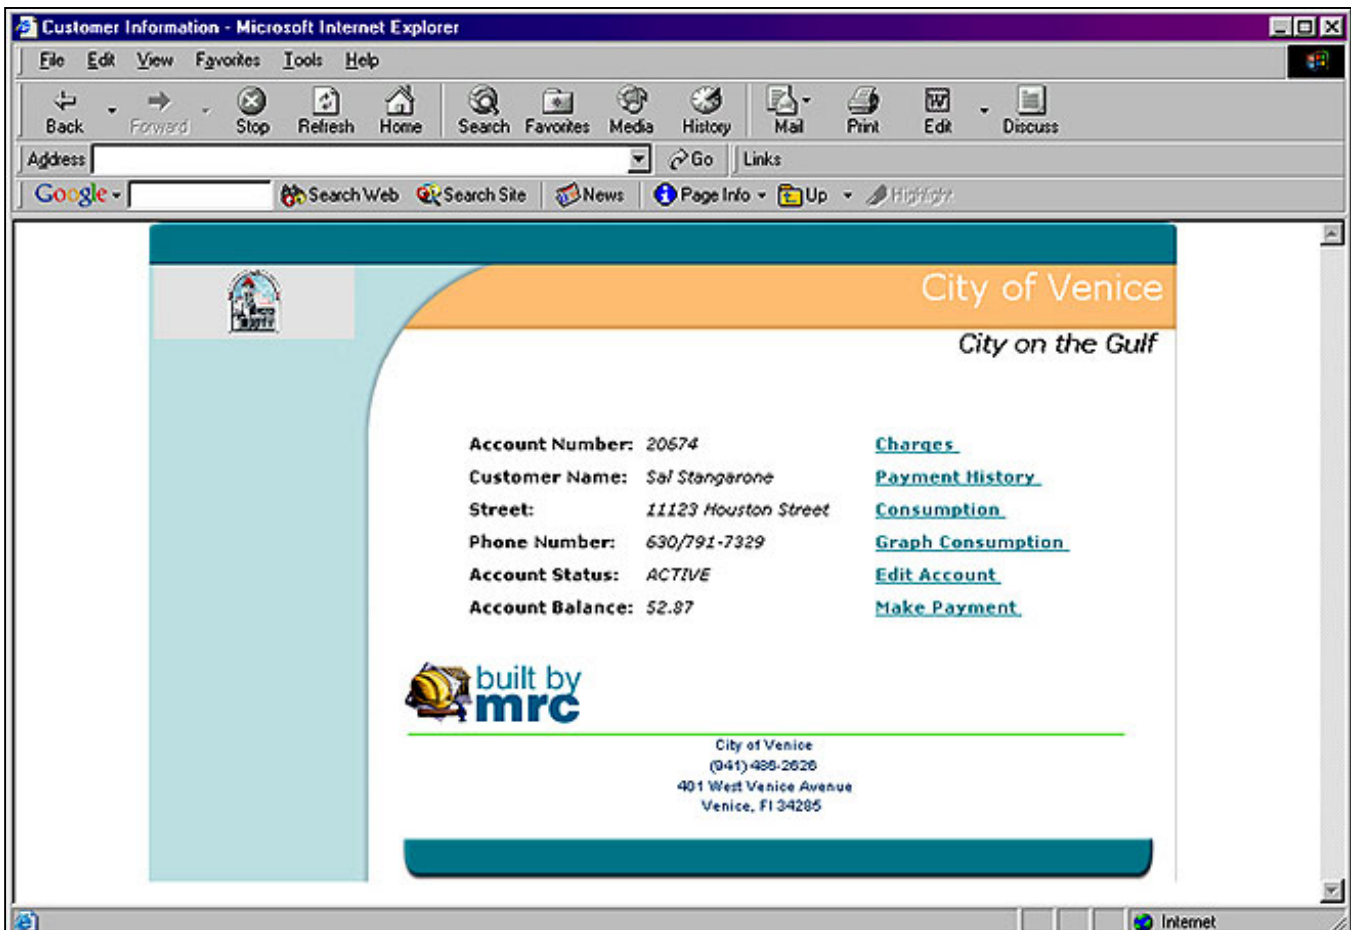 Customer Information - Microsoft Internet Explorer
File Edit View Favorites Tools Help
Back Forward Stop Refresh Home Search Favorites Media History Mail Print Edit Discuss
Address Go Links
Google Search Web Search Site News Page Info Up Highlight
City of Venice
City on the Gulf
Account Number: 20674 Charges
Customer Name: Sal Stangarone Payment History
Street: 11123 Houston Street Consumption
Phone Number: 630/791-7329 Graph Consumption
Account Status: ACTIVE Edit Account
Account Balance: 52.87 Make Payment
built by
mrc
City of Venice
(941) 486-2626
401 West Venice Avenue
Venice, Fl 34285
Internet